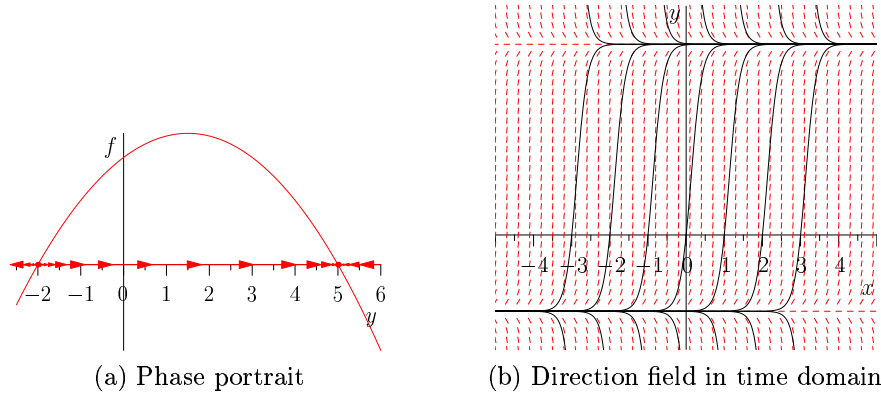 f
−2 −1 0 1 2 3 4 5 6
y
(a) Phase portrait
y
−4 −3 −2 −1 0 1 2 3 4
x
(b) Direction field in time domain